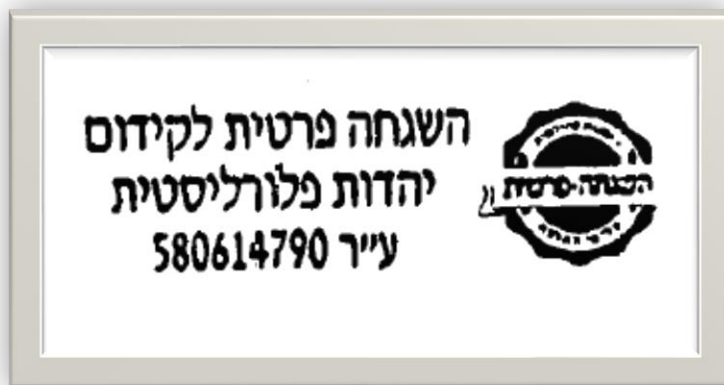 השגחה פרטית לקידום
יהדות פלורליסטית
ע״ר 580614790
השגחה-פרטית